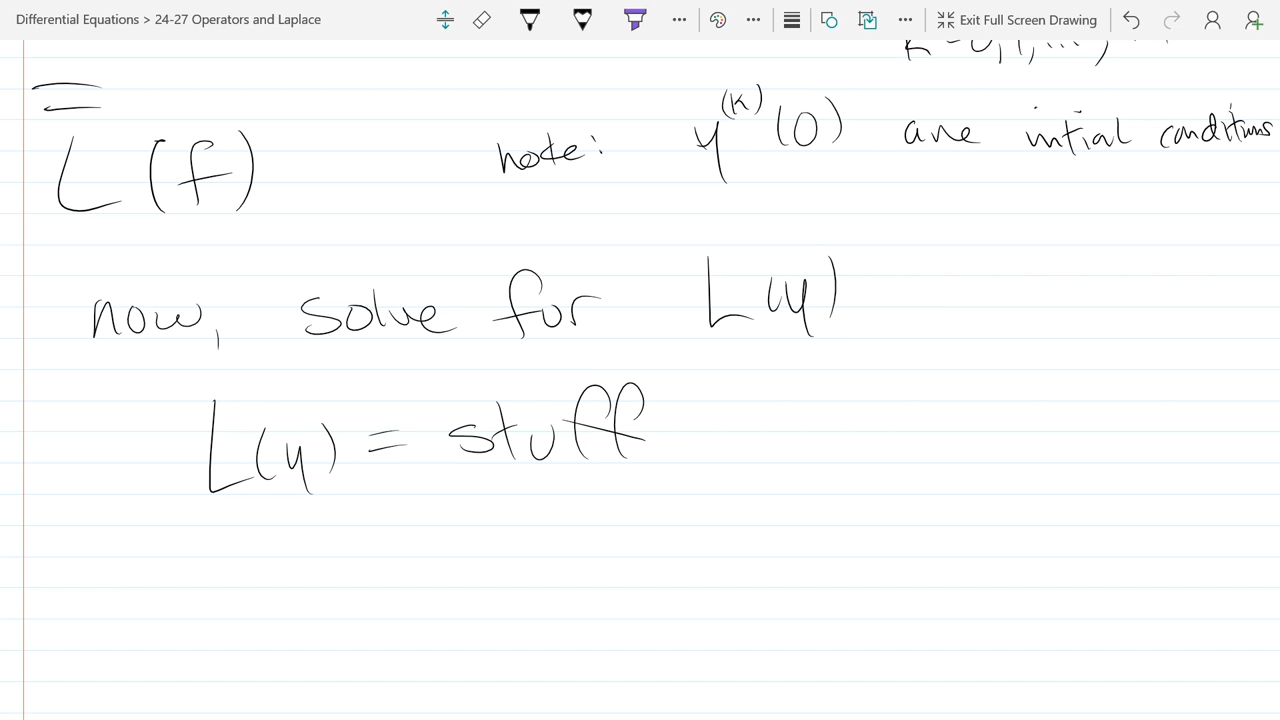 Differential Equations > 24-27 Operators and Laplace
Exit Full Screen Drawing
=
L(f)
note: y^(k)(0) are intial conditions
now, solve for L(y)
L(y) = stuff